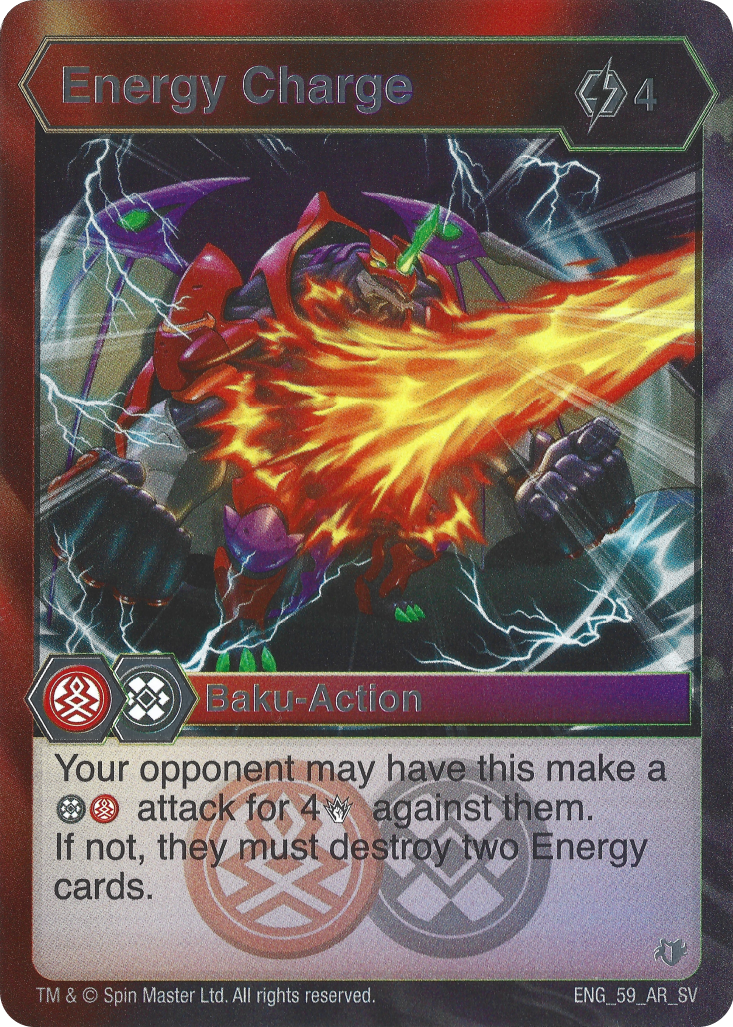 Energy Charge 4
Baku-Action
Your opponent may have this make a
attack for 4 against them.
If not, they must destroy two Energy
cards.
TM & © Spin Master Ltd. All rights reserved.
ENG_59_AR_SV